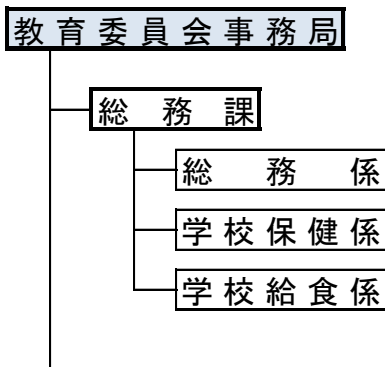 教育委員会事務局
総務課
総務係
学校保健係
学校給食係